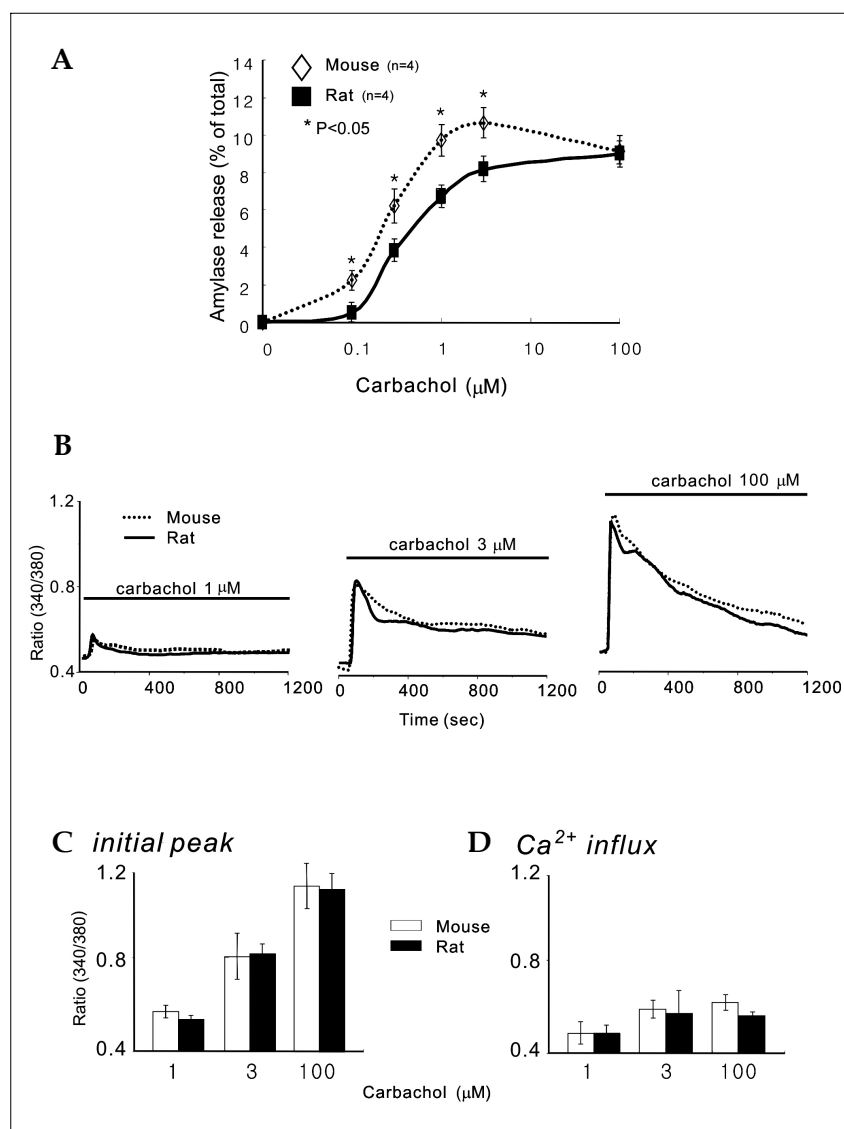 A
Amylase release (% of total)
14
12
10
8
6
4
2
0
Mouse (n=4)
Rat (n=4)
* P<0.05
*
*
*
*
0
0.1
1
10
100
Carbachol (μM)
B
Ratio (340/380)
1.2
0.8
0.4
Mouse
Rat
carbachol 1 μM
carbachol 3 μM
carbachol 100 μM
0 400 800 1200
0 400 800 1200
0 400 800 1200
Time (sec)
C initial peak
Ratio (340/380)
1.2
0.8
0.4
1 3 100
Mouse
Rat
D Ca2+ influx
1.2
0.8
0.4
1 3 100
Carbachol (μM)